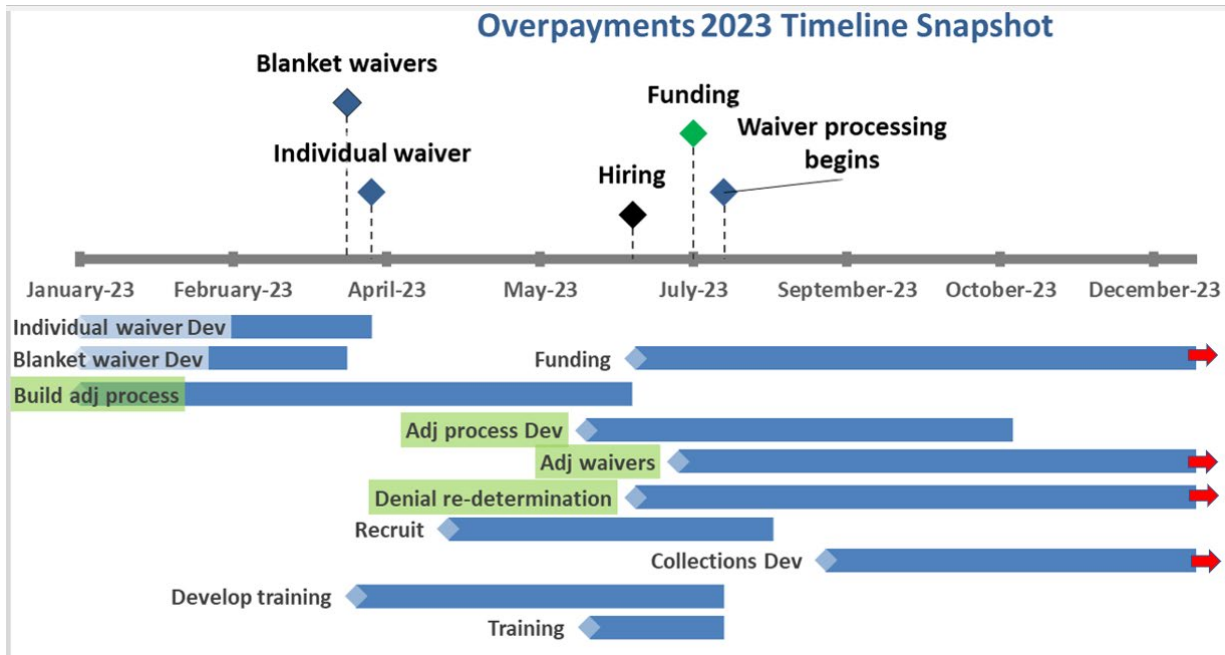 Overpayments 2023 Timeline Snapshot
Blanket waivers
Funding
Waiver processing
begins
Individual waiver
Hiring
January-23 February-23 April-23 May-23 July-23 September-23 October-23 December-23
Individual waiver Dev
Blanket waiver Dev Funding
Build adj process
Adj process Dev
Adj waivers
Denial re-determination
Recruit
Collections Dev
Develop training
Training